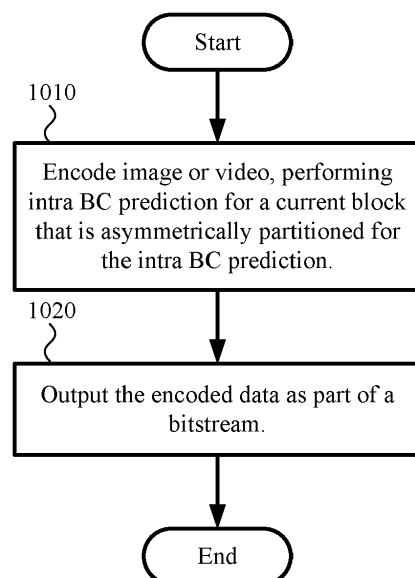 Start
1010
Encode image or video, performing
intra BC prediction for a current block
that is asymmetrically partitioned for
the intra BC prediction.
1020
Output the encoded data as part of a
bitstream.
End